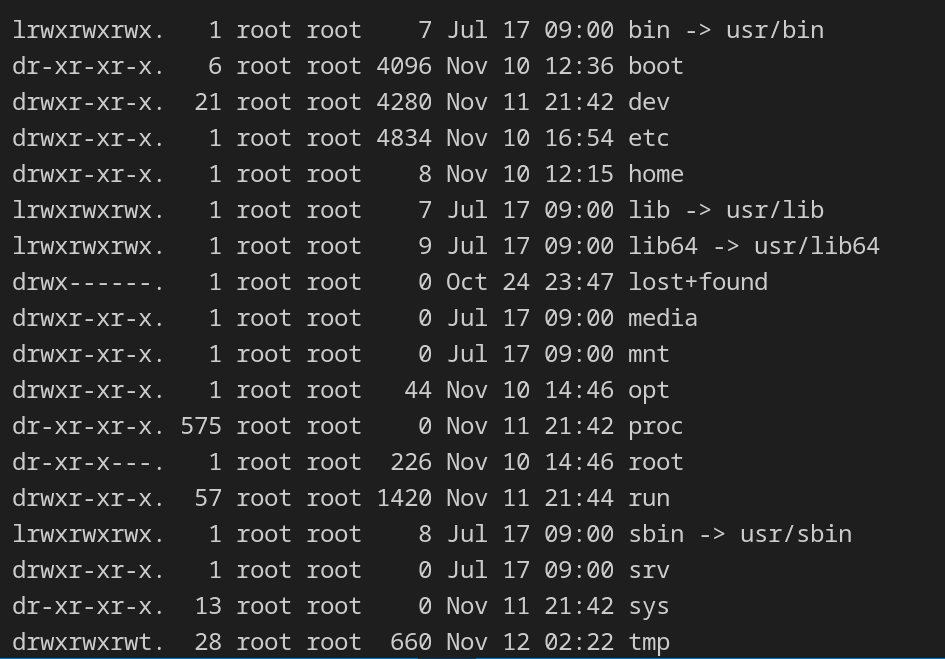 lrwxrwxrwx.   1 root root    7 Jul 17 09:00 bin -> usr/bin
dr-xr-xr-x.   6 root root 4096 Nov 10 12:36 boot
drwxr-xr-x.  21 root root 4280 Nov 11 21:42 dev
drwxr-xr-x.   1 root root 4834 Nov 10 16:54 etc
drwxr-xr-x.   1 root root    8 Nov 10 12:15 home
lrwxrwxrwx.   1 root root    7 Jul 17 09:00 lib -> usr/lib
lrwxrwxrwx.   1 root root    9 Jul 17 09:00 lib64 -> usr/lib64
drwx------.   1 root root    0 Oct 24 23:47 lost+found
drwxr-xr-x.   1 root root    0 Jul 17 09:00 media
drwxr-xr-x.   1 root root    0 Jul 17 09:00 mnt
drwxr-xr-x.   1 root root   44 Nov 10 14:46 opt
dr-xr-xr-x. 575 root root    0 Nov 11 21:42 proc
dr-xr-x---.   1 root root  226 Nov 10 14:46 root
drwxr-xr-x.  57 root root 1420 Nov 11 21:44 run
lrwxrwxrwx.   1 root root    8 Jul 17 09:00 sbin -> usr/sbin
drwxr-xr-x.   1 root root    0 Jul 17 09:00 srv
dr-xr-xr-x.  13 root root    0 Nov 11 21:42 sys
drwxrwxrwt.  28 root root  660 Nov 12 02:22 tmp